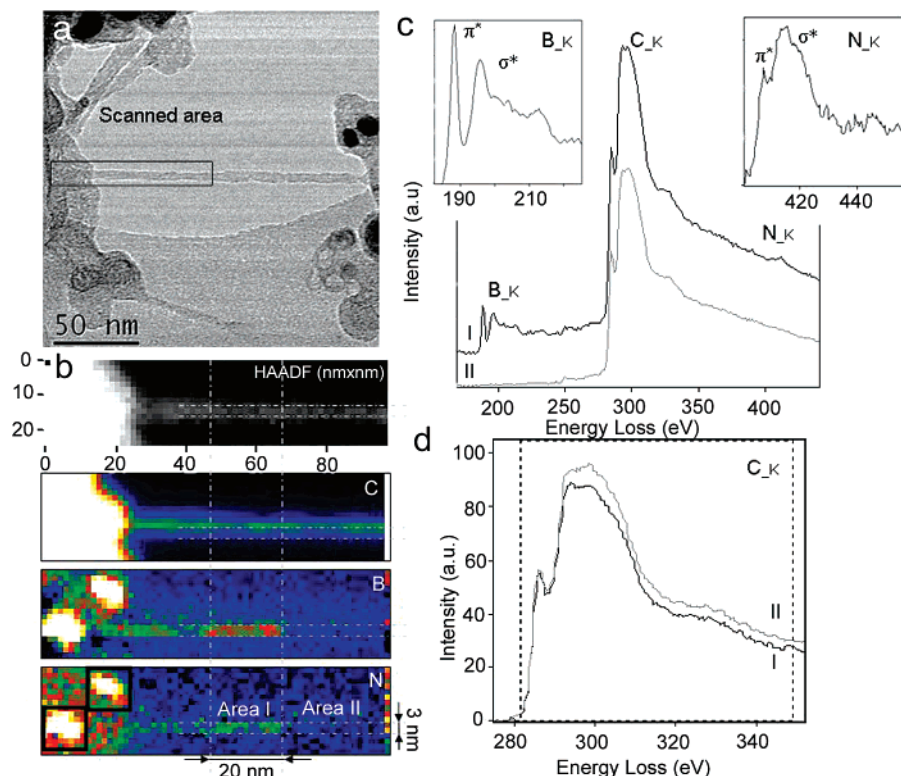 a
Scanned area
50 nm
b
HAADF (nmxnm)
0
10
20
0 20 40 60 80
C
B
N
Area I
Area II
3 nm
20 nm
c
π*
B_K
σ*
190 200 210
C_K
N_K
π*
σ*
420 440
Intensity (a.u)
B_K
N_K
I
II
200 250 300 350 400
Energy Loss (eV)
d
C_K
100
80
60
40
20
0
Intensity (a.u.)
II
I
280 300 320 340
Energy Loss (eV)